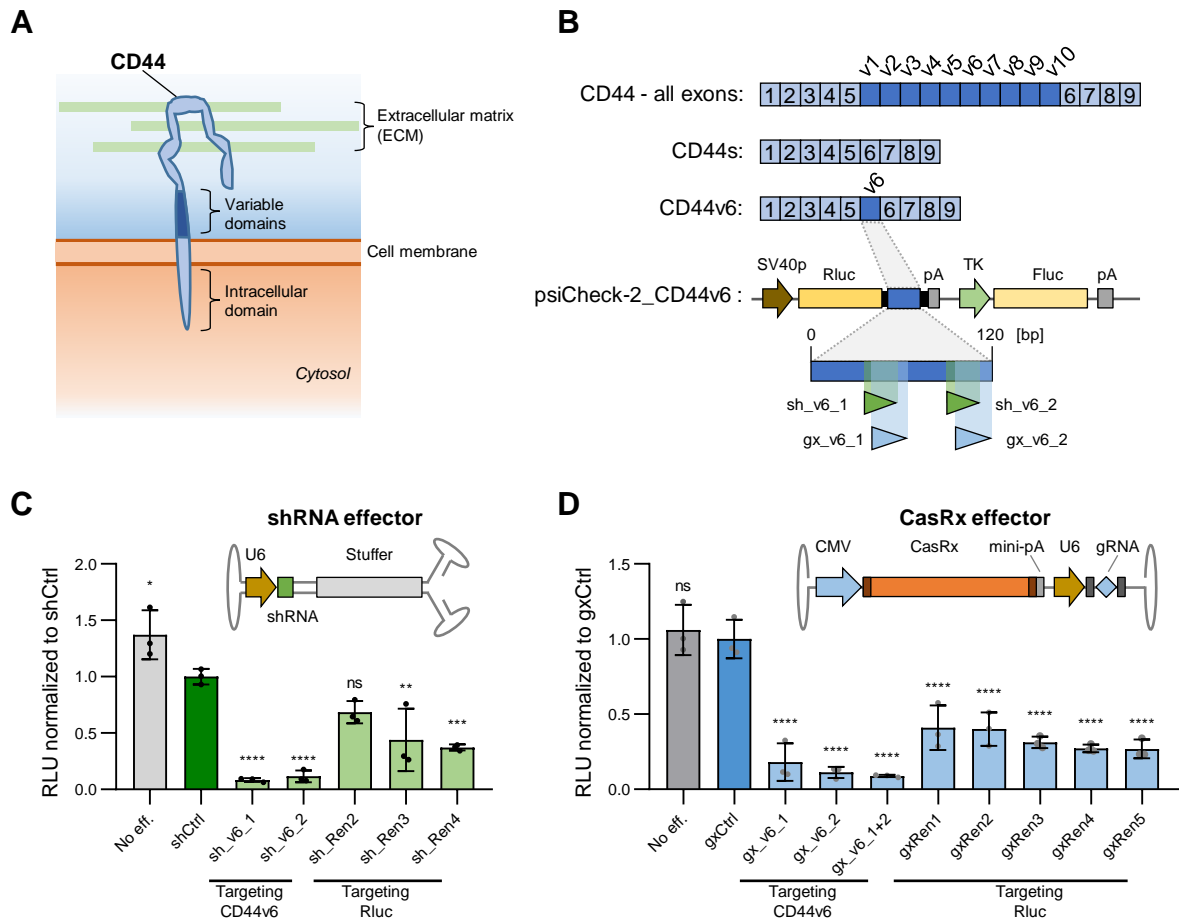 A
CD44
Extracellular matrix
(ECM)
Variable
domains
Cell membrane
Intracellular
domain
Cytosol
B
v1 v2 v3 v4 v5 v6 v7 v8 v9 v10
CD44 - all exons: 1 2 3 4 5 6 7 8 9
CD44s: 1 2 3 4 5 6 7 8 9
v6
CD44v6: 1 2 3 4 5 6 7 8 9
SV40p Rluc pA TK Fluc pA
psiCheck-2_CD44v6 :
0 120 [bp]
sh_v6_1 sh_v6_2
gx_v6_1 gx_v6_2
C
shRNA effector
U6 Stuffer
shRNA
RLU normalized to shCtrl
2.0
1.5
1.0
0.5
0.0
* **** **** ns ** ***
No eff. shCtrl sh_v6_1 sh_v6_2 sh_Ren2 sh_Ren3 sh_Ren4
Targeting
CD44v6
Targeting
Rluc
D
CasRx effector
CMV CasRx mini-pA U6 gRNA
RLU normalized to gxCtrl
1.5
1.0
0.5
0.0
ns **** **** **** **** **** **** **** ****
No eff. gxCtrl gx_v6_1 gx_v6_2 gx_v6_1+2 gxRen1 gxRen2 gxRen3 gxRen4 gxRen5
Targeting
CD44v6
Targeting
Rluc